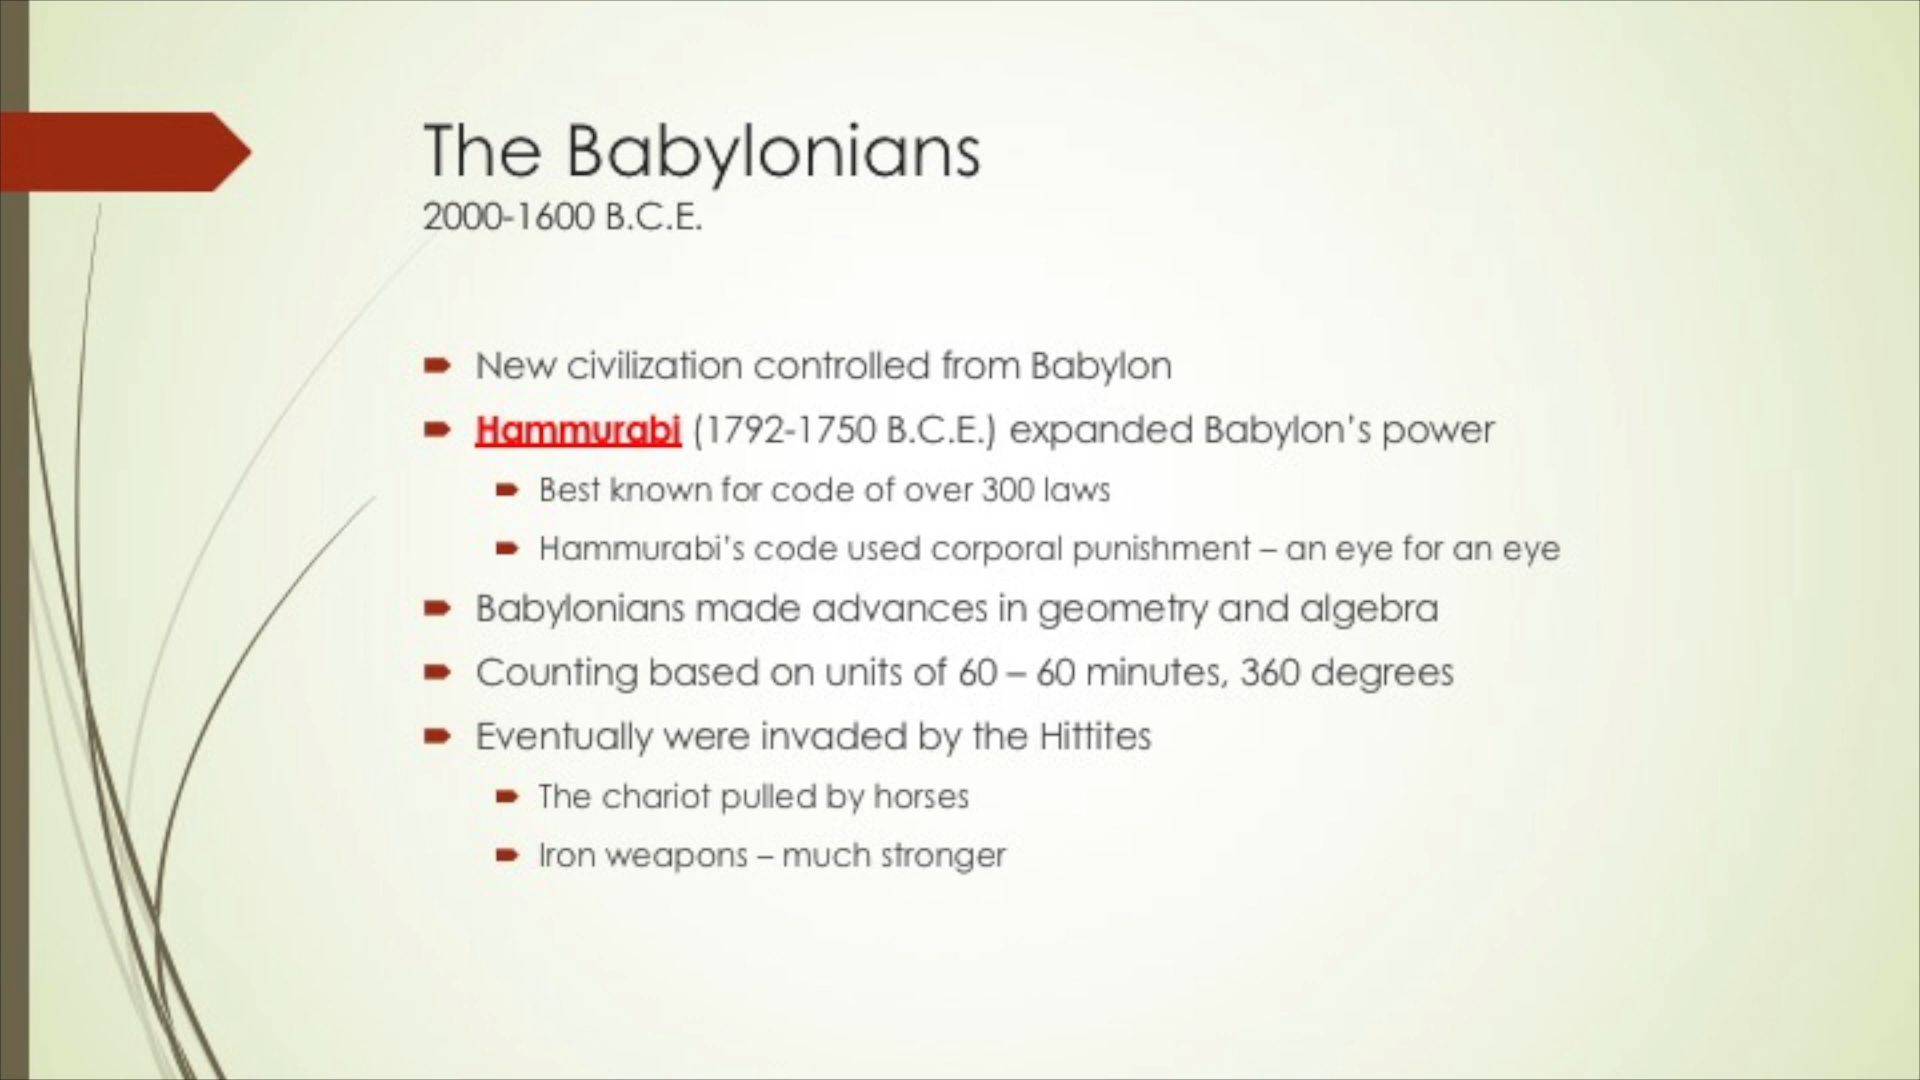 The Babylonians
2000-1600 B.C.E.
New civilization controlled from Babylon
Hammurabi (1792-1750 B.C.E.) expanded Babylon’s power
Best known for code of over 300 laws
Hammurabi’s code used corporal punishment – an eye for an eye
Babylonians made advances in geometry and algebra
Counting based on units of 60 – 60 minutes, 360 degrees
Eventually were invaded by the Hittites
The chariot pulled by horses
Iron weapons – much stronger